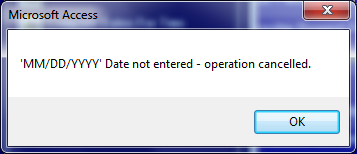 Microsoft Access
'MM/DD/YYYY' Date not entered - operation cancelled.
OK